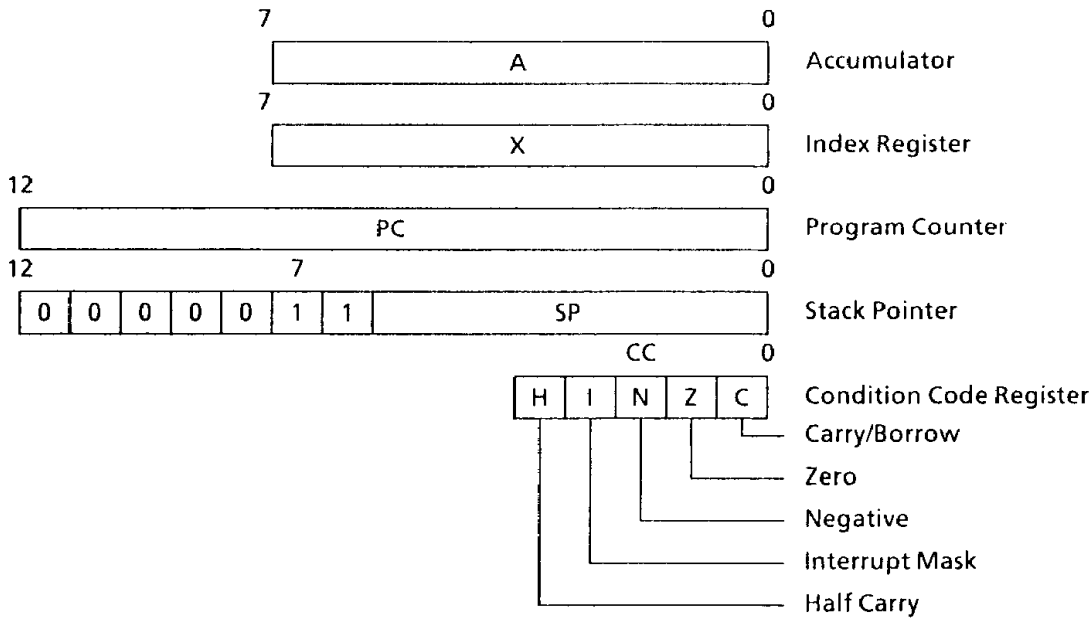 7 0
A Accumulator
7 0
X Index Register
12 0
PC Program Counter
12 7 0
0 0 0 0 0 1 1 SP Stack Pointer
CC 0
H I N Z C Condition Code Register
Carry/Borrow
Zero
Negative
Interrupt Mask
Half Carry